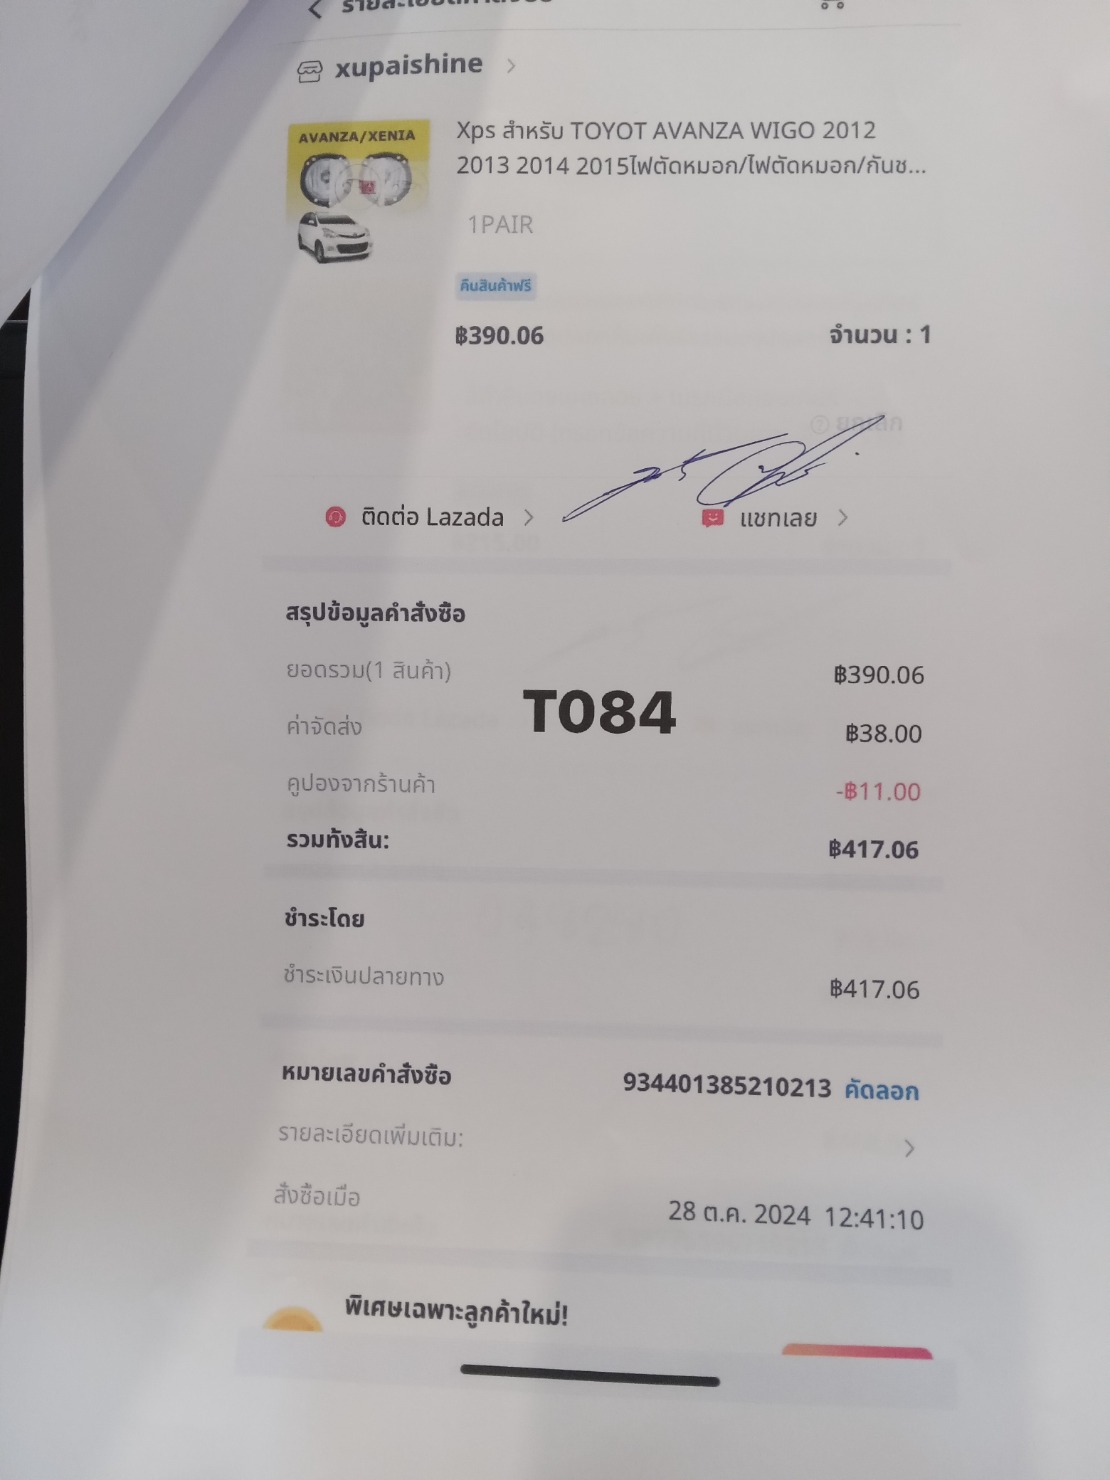 xupaishine
AVANZA/XENIA
Xps สำหรับ TOYOT AVANZA WIGO 2012
2013 2014 2015ไฟตัดหมอก/ไฟตัดหมอก/กันช...
1PAIR
คืนสินค้าฟรี
฿390.06 จำนวน : 1
ยกเลิก
ติดต่อ Lazada
แชทเลย
สรุปข้อมูลคำสั่งซื้อ
ยอดรวม(1 สินค้า) ฿390.06
T084
ค่าจัดส่ง ฿38.00
คูปองจากร้านค้า -฿11.00
รวมทั้งสิ้น: ฿417.06
ชำระโดย
ชำระเงินปลายทาง ฿417.06
หมายเลขคำสั่งซื้อ 934401385210213 คัดลอก
รายละเอียดเพิ่มเติม:
สั่งซื้อเมื่อ 28 ต.ค. 2024 12:41:10
พิเศษเฉพาะลูกค้าใหม่!